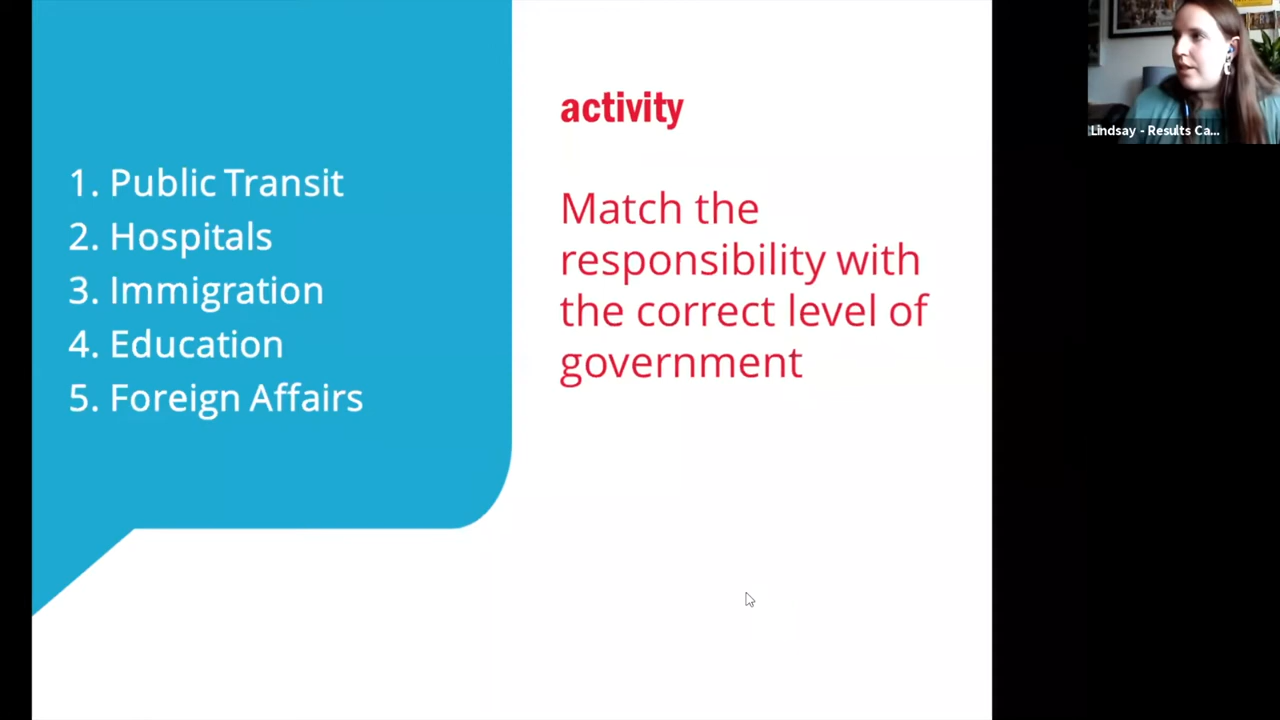 1. Public Transit
2. Hospitals
3. Immigration
4. Education
5. Foreign Affairs
activity
Match the
responsibility with
the correct level of
government
Lindsay - Results Ca...